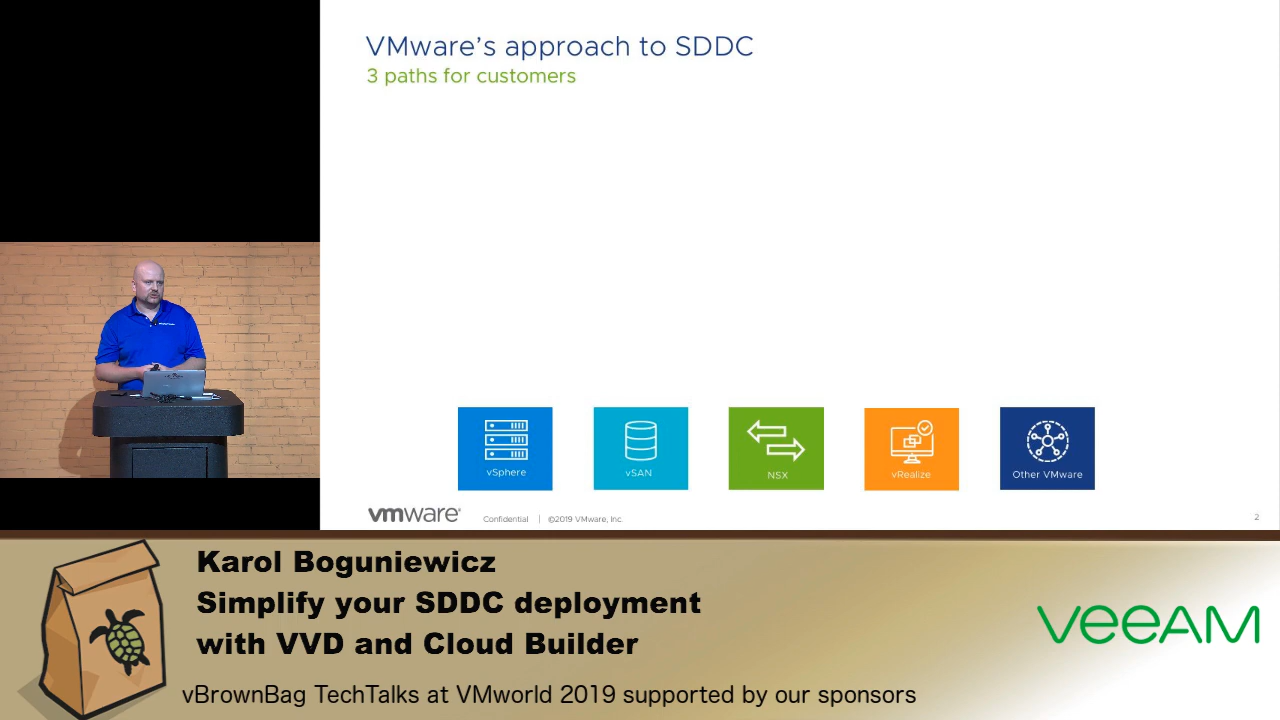 VMware's approach to SDDC
3 paths for customers
vSphere
vSAN
NSX
vRealize
Other VMware
vmware®
Confidential | ©2019 VMware, Inc.
2
Karol Boguniewicz
Simplify your SDDC deployment
with VVD and Cloud Builder
veeAM
vBrownBag TechTalks at VMworld 2019 supported by our sponsors